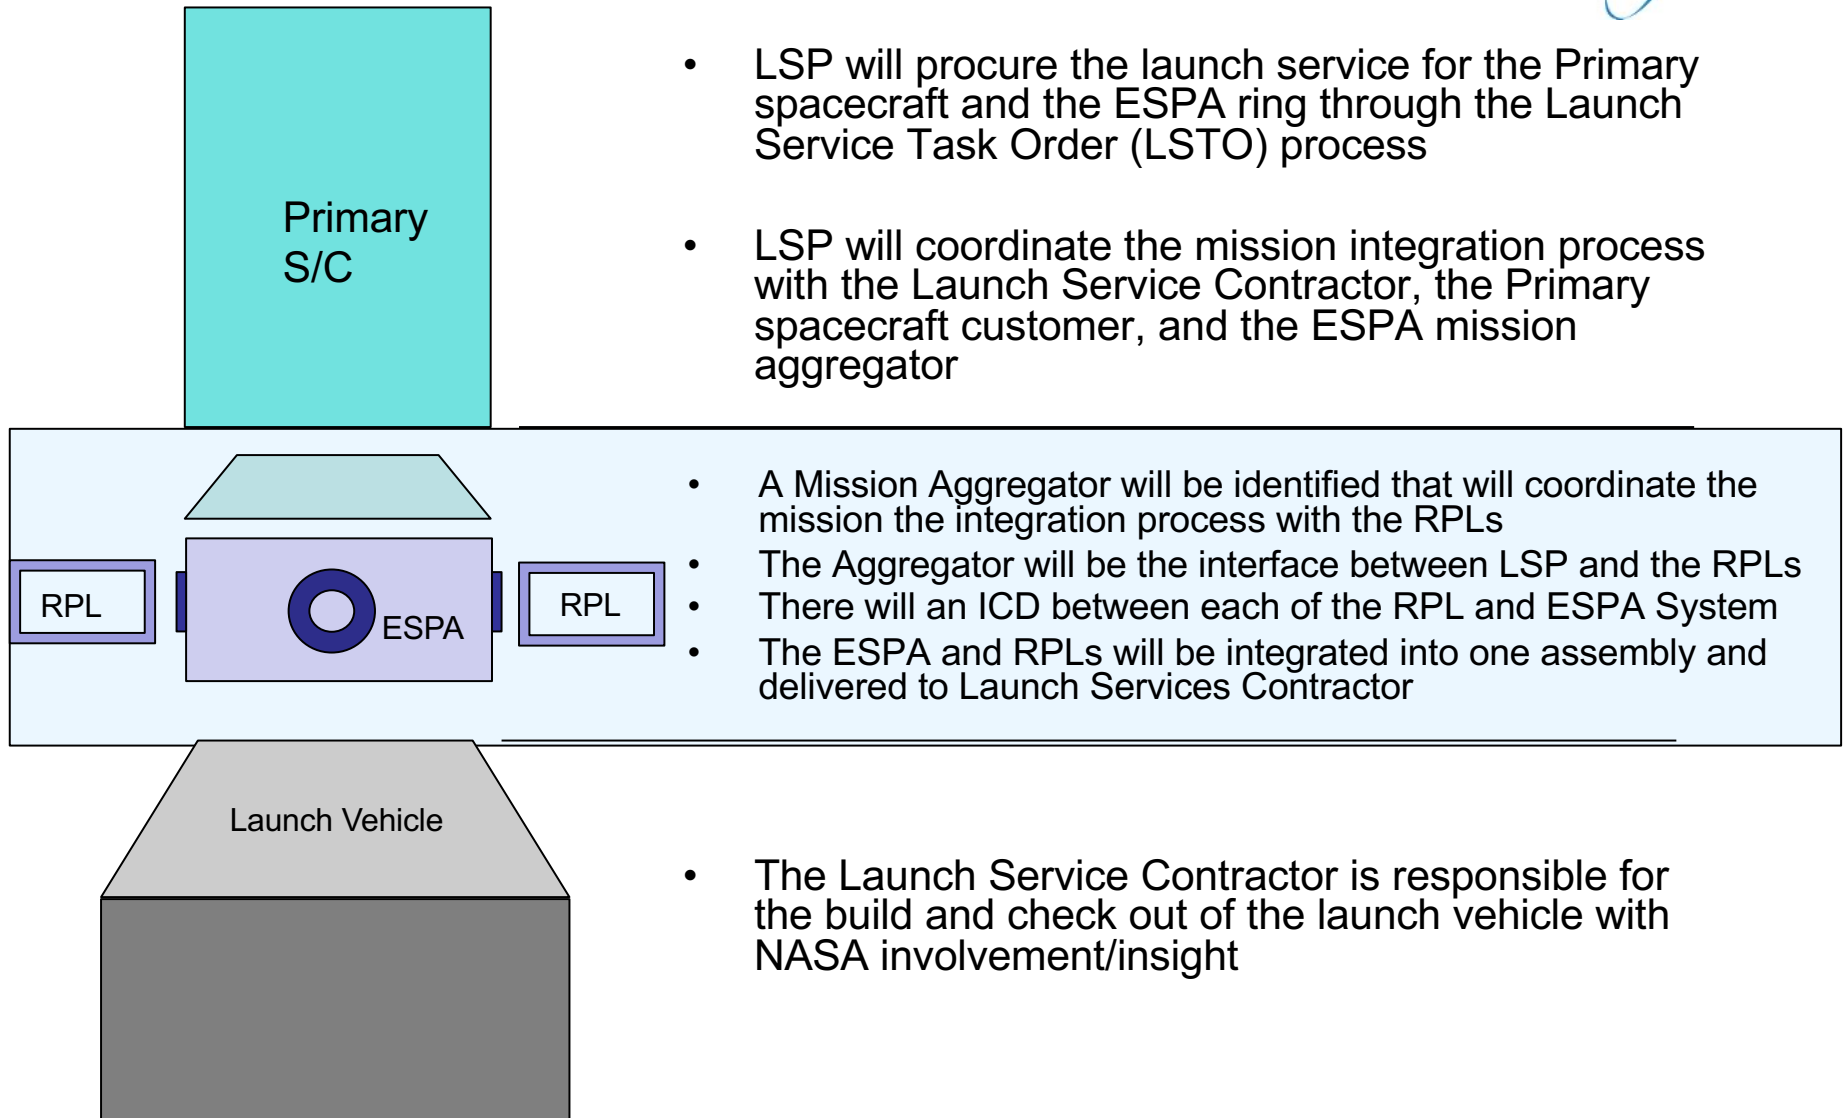 • LSP will procure the launch service for the Primary
spacecraft and the ESPA ring through the Launch
Service Task Order (LSTO) process
Primary
S/C
• LSP will coordinate the mission integration process
with the Launch Service Contractor, the Primary
spacecraft customer, and the ESPA mission
aggregator
• A Mission Aggregator will be identified that will coordinate the
mission the integration process with the RPLs
• The Aggregator will be the interface between LSP and the RPLs
• There will an ICD between each of the RPL and ESPA System
• The ESPA and RPLs will be integrated into one assembly and
delivered to Launch Services Contractor
RPL
ESPA
RPL
Launch Vehicle
• The Launch Service Contractor is responsible for
the build and check out of the launch vehicle with
NASA involvement/insight